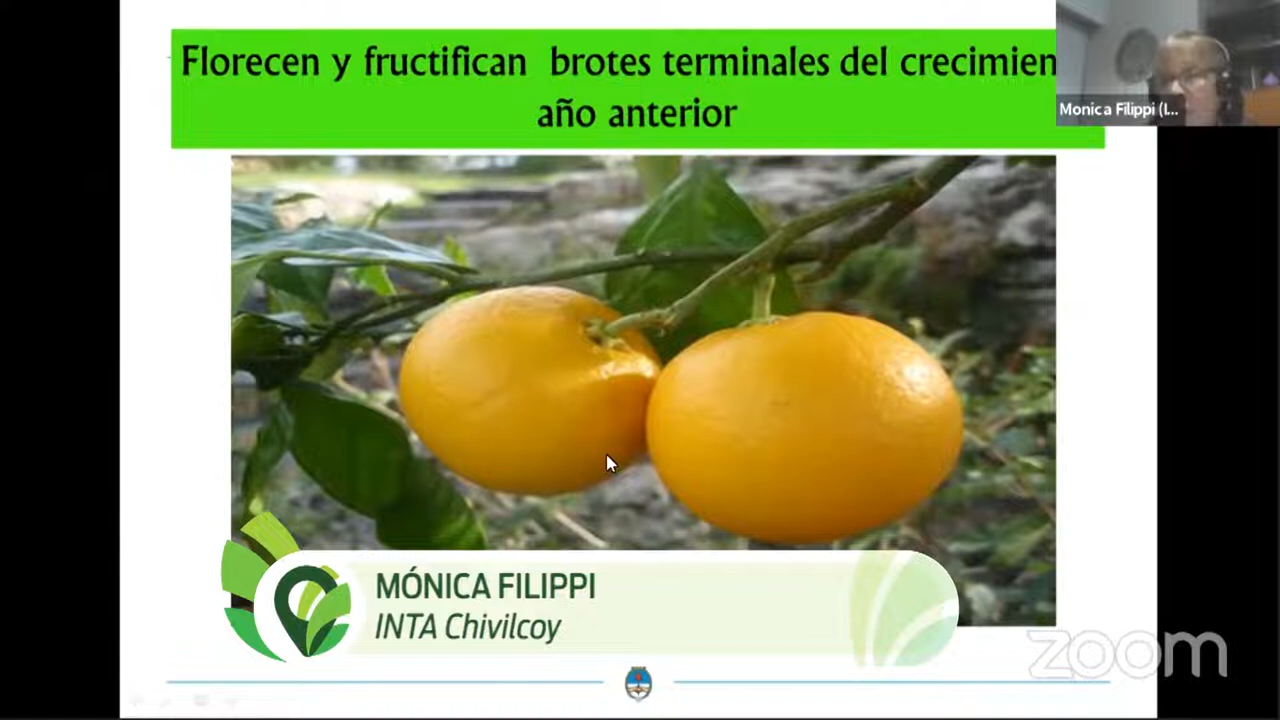 Florecen y fructifican brotes terminales del crecimien
año anterior
Monica Filippi (I...
MÓNICA FILIPPI
INTA Chivilcoy
zoom